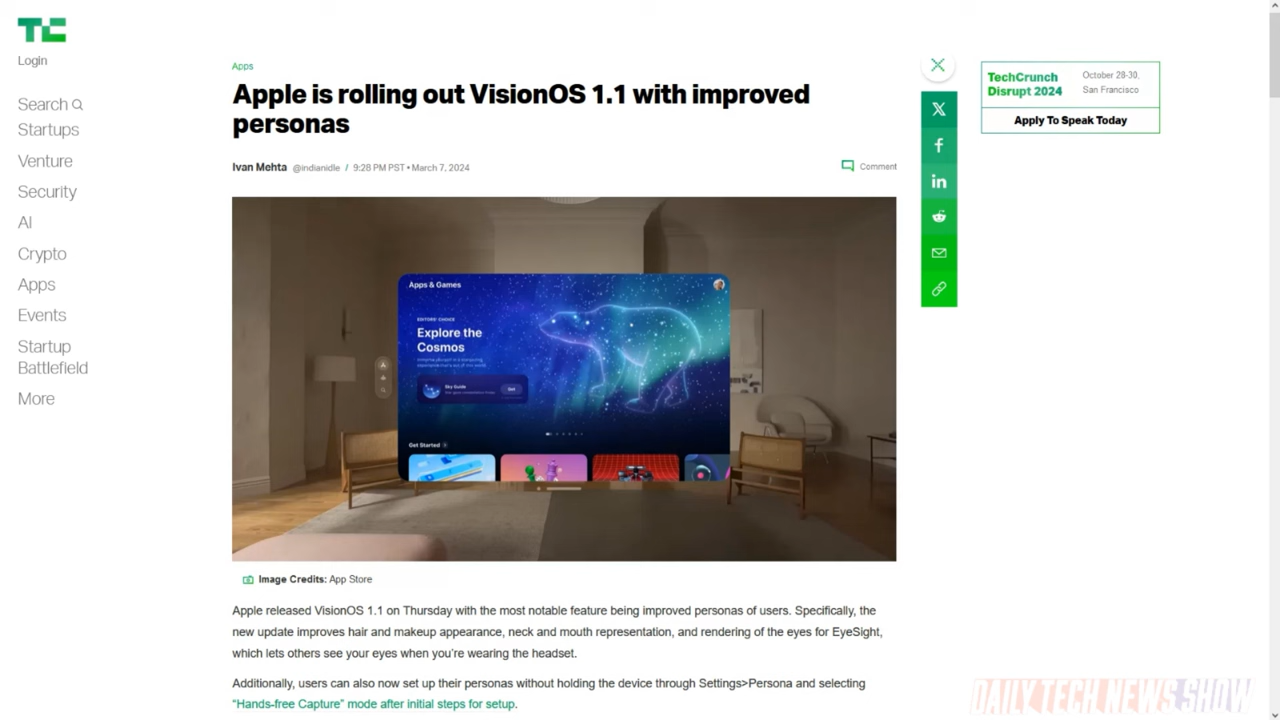 TC
Login
Search
Startups
Venture
Security
AI
Crypto
Apps
Events
Startup
Battlefield
More
Apps
Apple is rolling out VisionOS 1.1 with improved
personas
Ivan Mehta @indianidle / 9:28 PM PST • March 7, 2024
Comment
Apps & Games
EDITORS' CHOICE
Explore the
Cosmos
Sky Guide
Get
Get Started
Image Credits: App Store
Apple released VisionOS 1.1 on Thursday with the most notable feature being improved personas of users. Specifically, the
new update improves hair and makeup appearance, neck and mouth representation, and rendering of the eyes for EyeSight,
which lets others see your eyes when you're wearing the headset.
Additionally, users can also now set up their personas without holding the device through Settings>Persona and selecting
"Hands-free Capture" mode after initial steps for setup.
X
f
in
TechCrunch
Disrupt 2024
October 28-30,
San Francisco
Apply To Speak Today
DAILY TECH NEWS SHOW